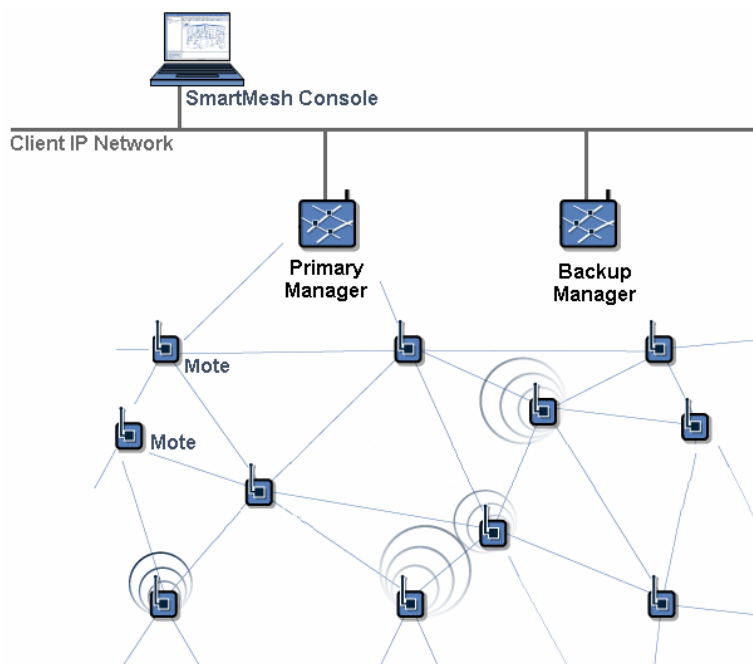 SmartMesh Console
Client IP Network
Primary
Manager
Backup
Manager
Mote
Mote